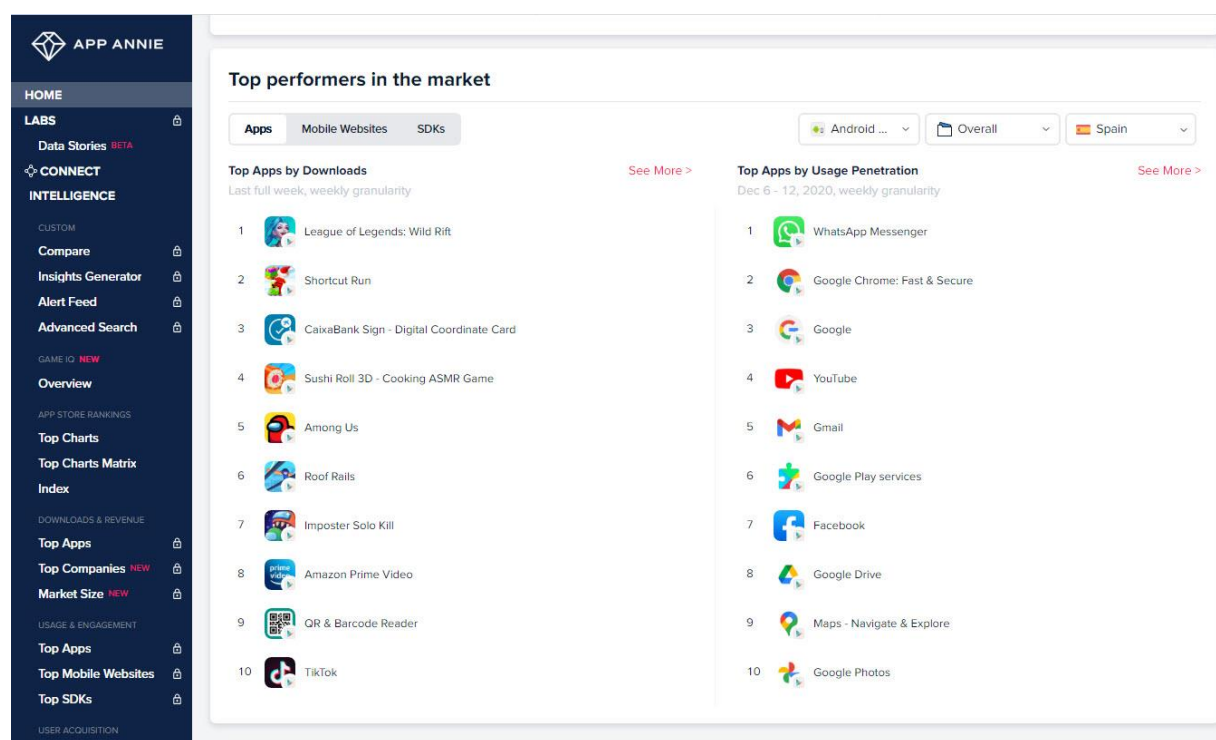 APP ANNIE
HOME
LABS
Data Stories BETA
CONNECT
INTELLIGENCE
CUSTOM
Compare
Insights Generator
Alert Feed
Advanced Search
GAME IQ NEW
Overview
APP STORE RANKINGS
Top Charts
Top Charts Matrix
Index
DOWNLOADS & REVENUE
Top Apps
Top Companies NEW
Market Size NEW
USAGE & ENGAGEMENT
Top Apps
Top Mobile Websites
Top SDKs
USER ACQUISITION
Top performers in the market
Apps Mobile Websites SDKs
Android ... Overall Spain
Top Apps by Downloads See More >
Last full week, weekly granularity
1 League of Legends: Wild Rift
2 Shortcut Run
3 CaixaBank Sign - Digital Coordinate Card
4 Sushi Roll 3D - Cooking ASMR Game
5 Among Us
6 Roof Rails
7 Imposter Solo Kill
8 prime video Amazon Prime Video
9 QR & Barcode Reader
10 TikTok
Top Apps by Usage Penetration See More >
Dec 6 - 12, 2020, weekly granularity
1 WhatsApp Messenger
2 Google Chrome: Fast & Secure
3 Google
4 YouTube
5 Gmail
6 Google Play services
7 Facebook
8 Google Drive
9 Maps - Navigate & Explore
10 Google Photos